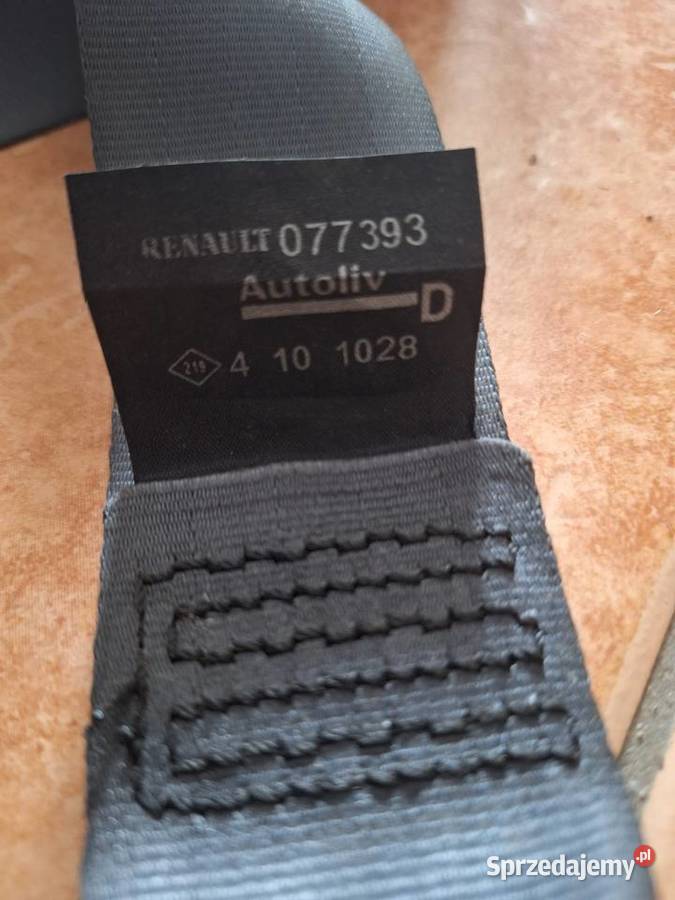 RENAULT 077393
Autoliv
D
219 4 10 1028
Sprzedajemy.pl